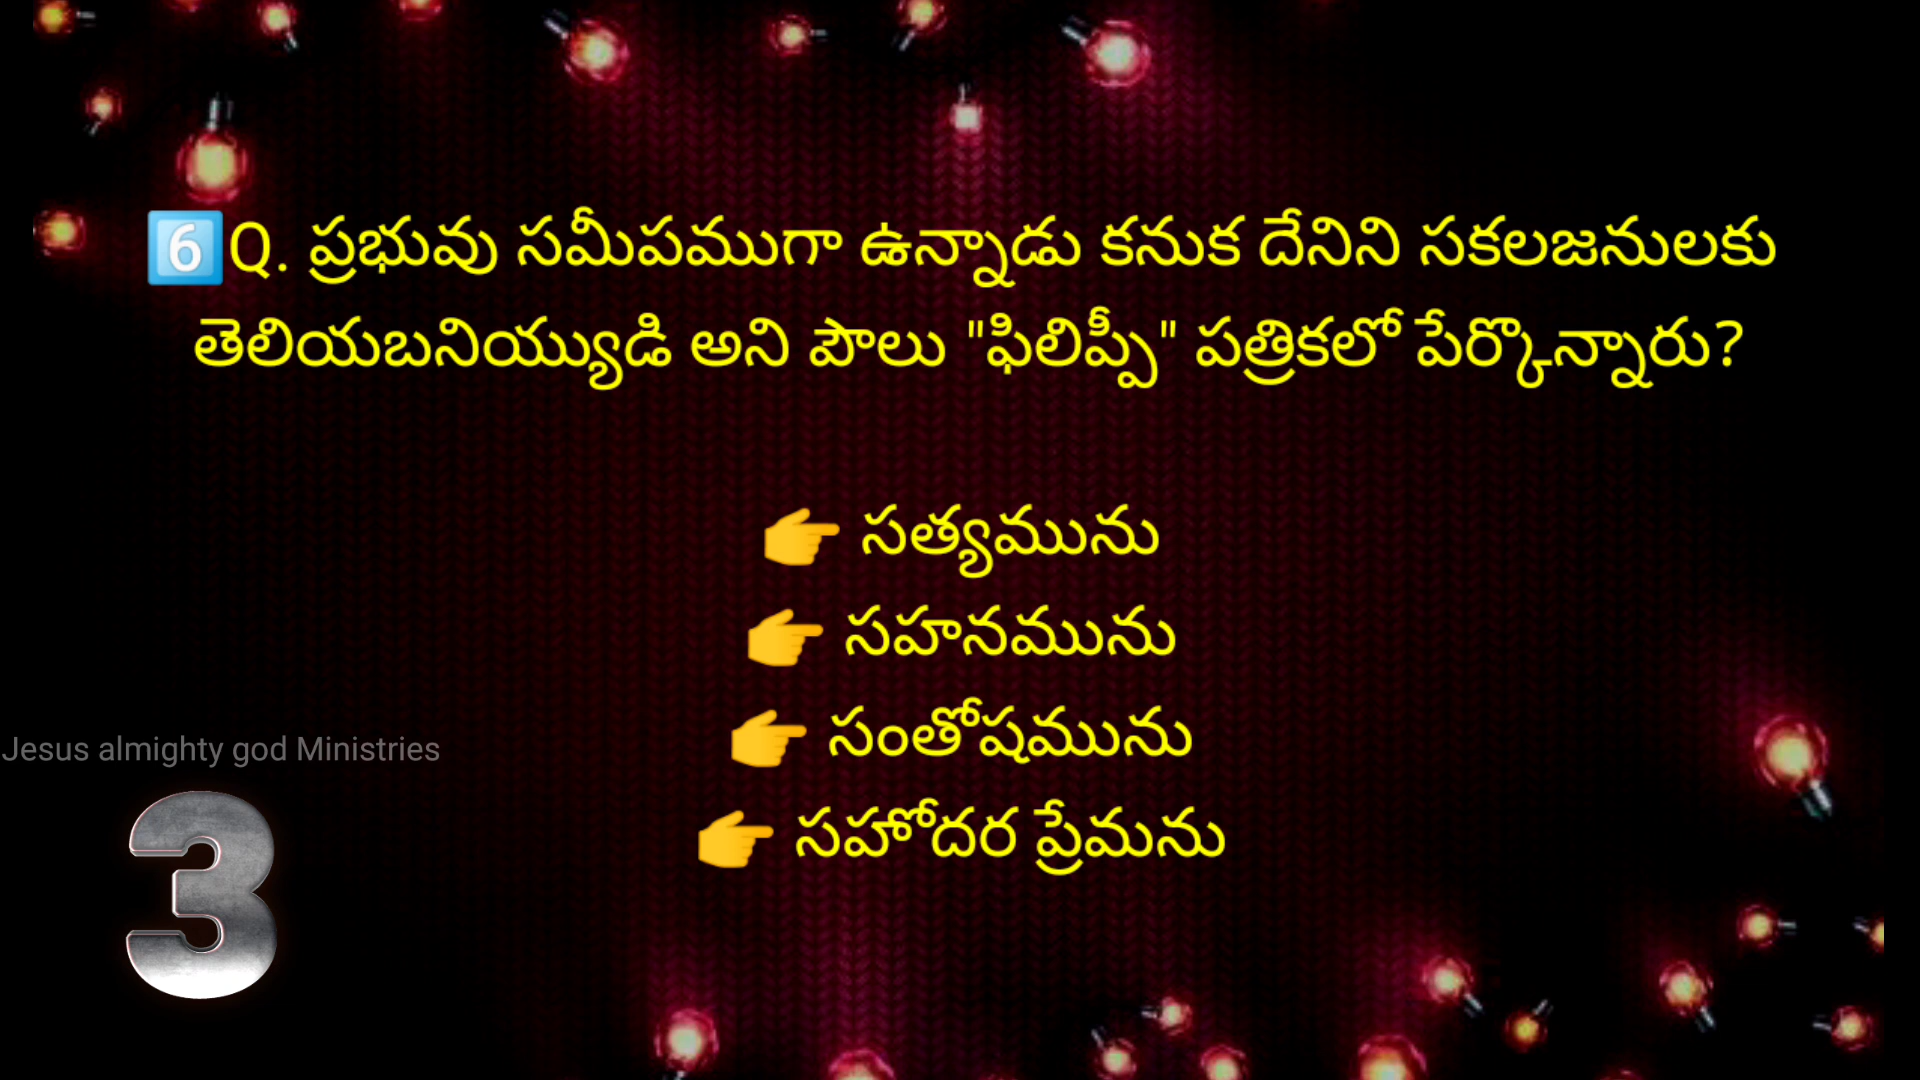 6️⃣Q. ప్రభువు సమీపముగా ఉన్నాడు కనుక దేనిని సకలజనులకు
తెలియబనియ్యుడి అని పౌలు "ఫిలిప్పీ" పత్రికలో పేర్కొన్నారు?
👉 సత్యమును
👉 సహనమును
👉 సంతోషమును
👉 సహోదర ప్రేమను
Jesus almighty god Ministries
3